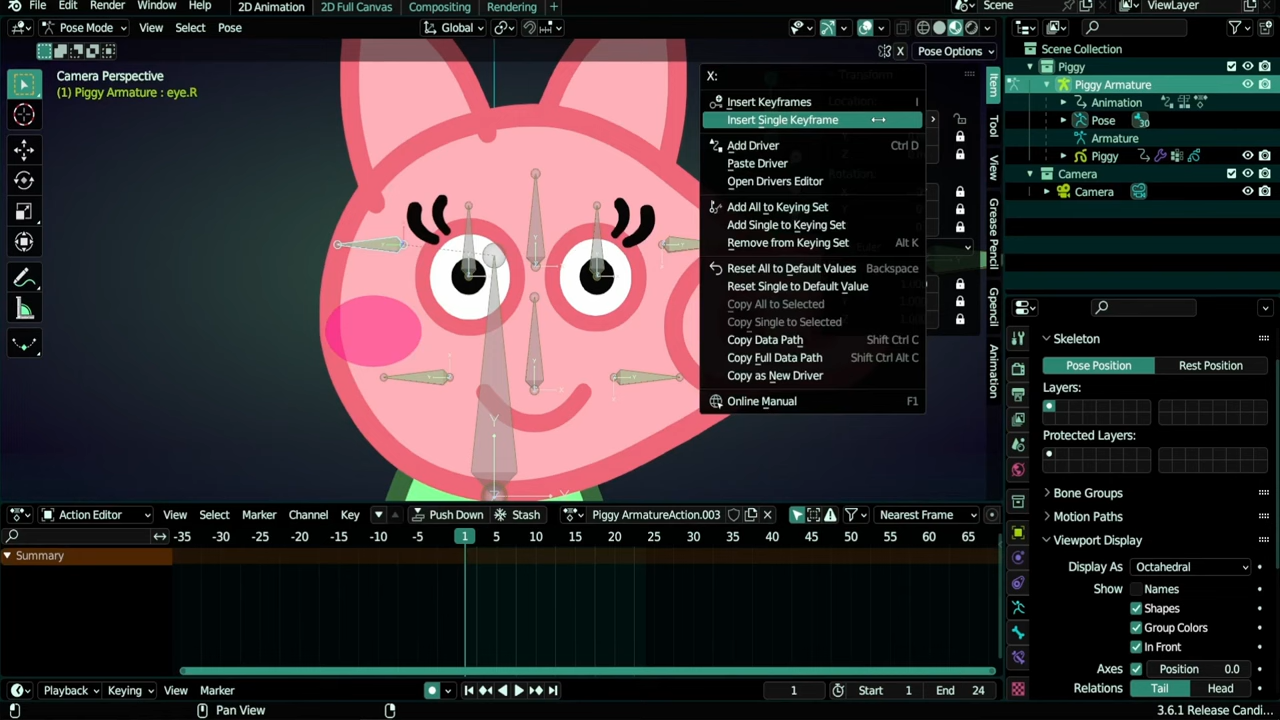 File Edit Render Window Help 2D Animation 2D Full Canvas Compositing Rendering + Scene ViewLayer
Pose Mode View Select Pose Global
X Pose Options
Camera Perspective
(1) Piggy Armature : eye.R
X:
Insert Keyframes I
Insert Single Keyframe
Add Driver Ctrl D
Paste Driver
Open Drivers Editor
Add All to Keying Set
Add Single to Keying Set
Remove from Keying Set Alt K
Reset All to Default Values Backspace
Reset Single to Default Value
Copy All to Selected
Copy Single to Selected
Copy Data Path Shift Ctrl C
Copy Full Data Path Shift Ctrl Alt C
Copy as New Driver
Online Manual F1
Item
Tool
View
Grease Pencil
Gpencil
Animation
Scene Collection
Piggy
Piggy Armature
Animation
Pose 30
Armature
Piggy
Camera
Camera
Skeleton
Pose Position Rest Position
Layers:
Protected Layers:
Bone Groups
Motion Paths
Viewport Display
Display As Octahedral
Show Names
Shapes
Group Colors
In Front
Axes Position 0.0
Relations Tail Head
Action Editor View Select Marker Channel Key Push Down Stash Piggy ArmatureAction.003 Nearest Frame
-35 -30 -25 -20 -15 -10 -5 1 5 10 15 20 25 30 35 40 45 50 55 60 65
Summary
Playback Keying View Marker 1 Start 1 End 24
Pan View 3.6.1 Release Candi...